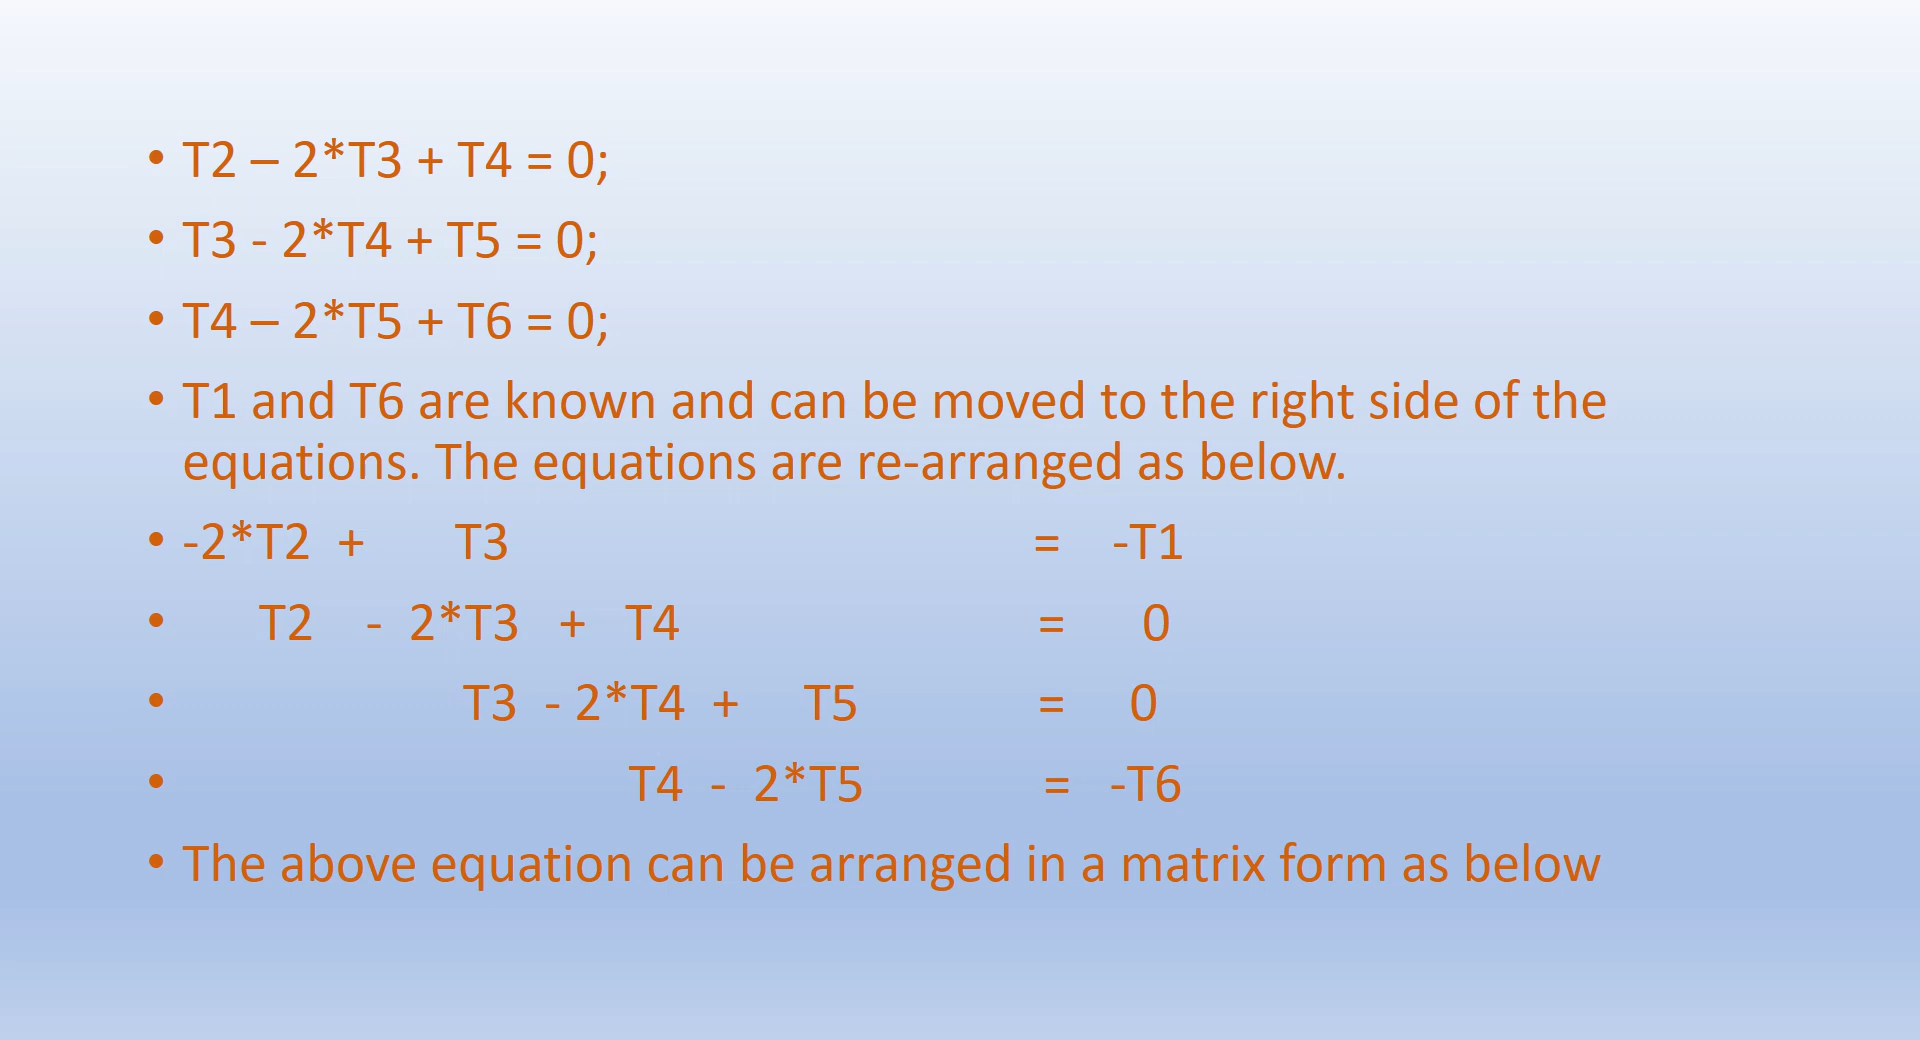 • T2 – 2*T3 + T4 = 0;
• T3 - 2*T4 + T5 = 0;
• T4 – 2*T5 + T6 = 0;
• T1 and T6 are known and can be moved to the right side of the
equations. The equations are re-arranged as below.
• -2*T2 + T3 = -T1
• T2 - 2*T3 + T4 = 0
• T3 - 2*T4 + T5 = 0
• T4 - 2*T5 = -T6
• The above equation can be arranged in a matrix form as below